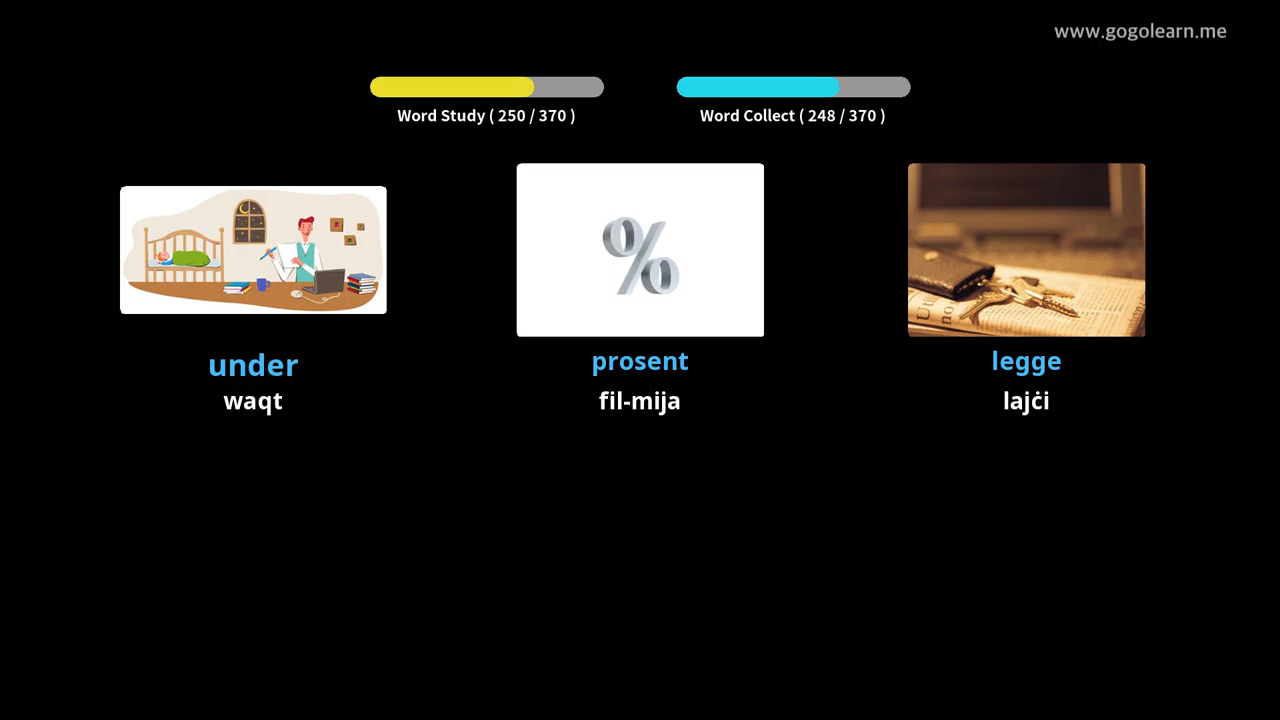 www.gogolearn.me
Word Study ( 250 / 370 )
Word Collect ( 248 / 370 )
under
waqt
prosent
fil-mija
legge
lajċi